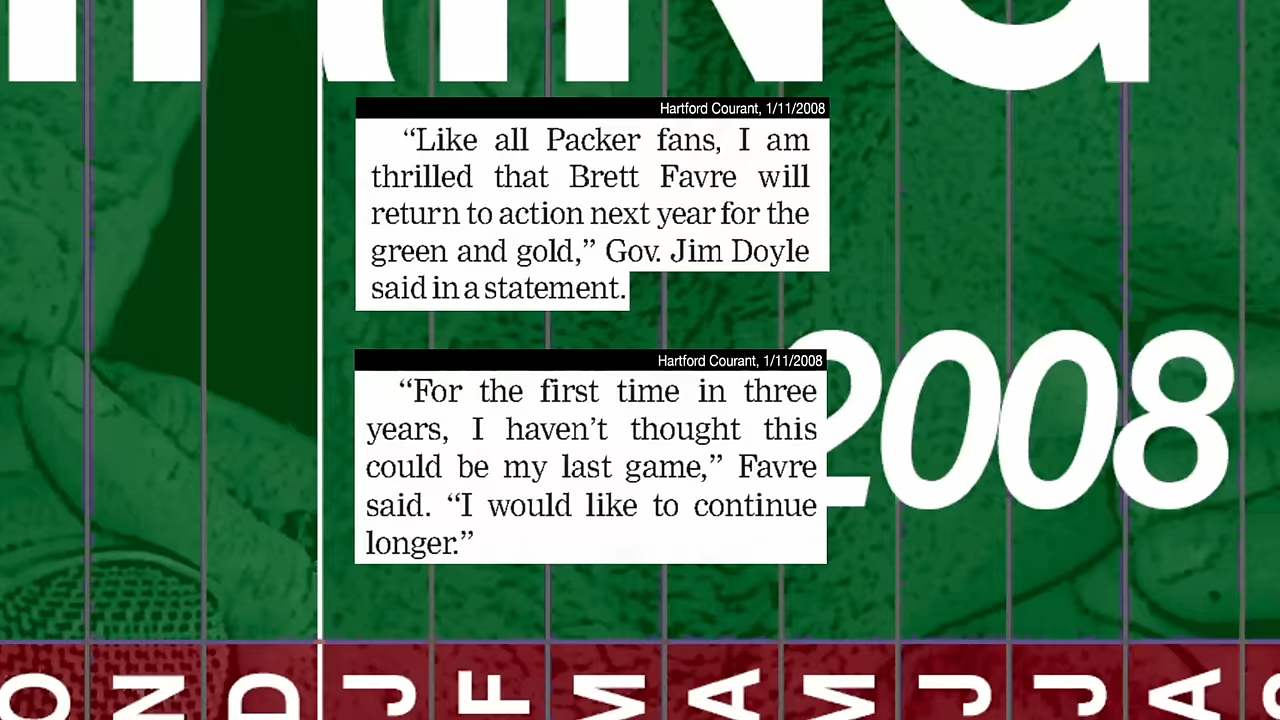 Hartford Courant, 1/11/2008
“Like all Packer fans, I am
thrilled that Brett Favre will
return to action next year for the
green and gold,” Gov. Jim Doyle
said in a statement.
Hartford Courant, 1/11/2008
“For the first time in three
years, I haven’t thought this
could be my last game,” Favre
said. “I would like to continue
longer.”
2008
O N D J F M A M J J A